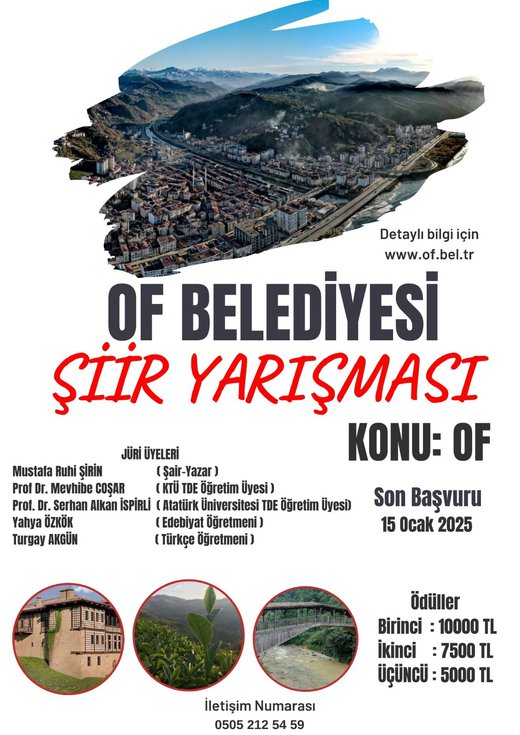 Detaylı bilgi için
www.of.bel.tr
OF BELEDİYESİ
ŞİİR YARIŞMASI
KONU: OF
JÜRİ ÜYELERİ
Mustafa Ruhi ŞİRİN ( Şair-Yazar )
Prof Dr. Mevhibe COŞAR ( KTÜ TDE Öğretim Üyesi )
Prof. Dr. Serhan Alkan İSPİRLİ ( Atatürk Üniversitesi TDE Öğretim Üyesi)
Yahya ÖZKÖK ( Edebiyat Öğretmeni )
Turgay AKGÜN ( Türkçe Öğretmeni )
Son Başvuru
15 Ocak 2025
Ödüller
Birinci : 10000 TL
İkinci : 7500 TL
ÜÇÜNCÜ : 5000 TL
İletişim Numarası
0505 212 54 59